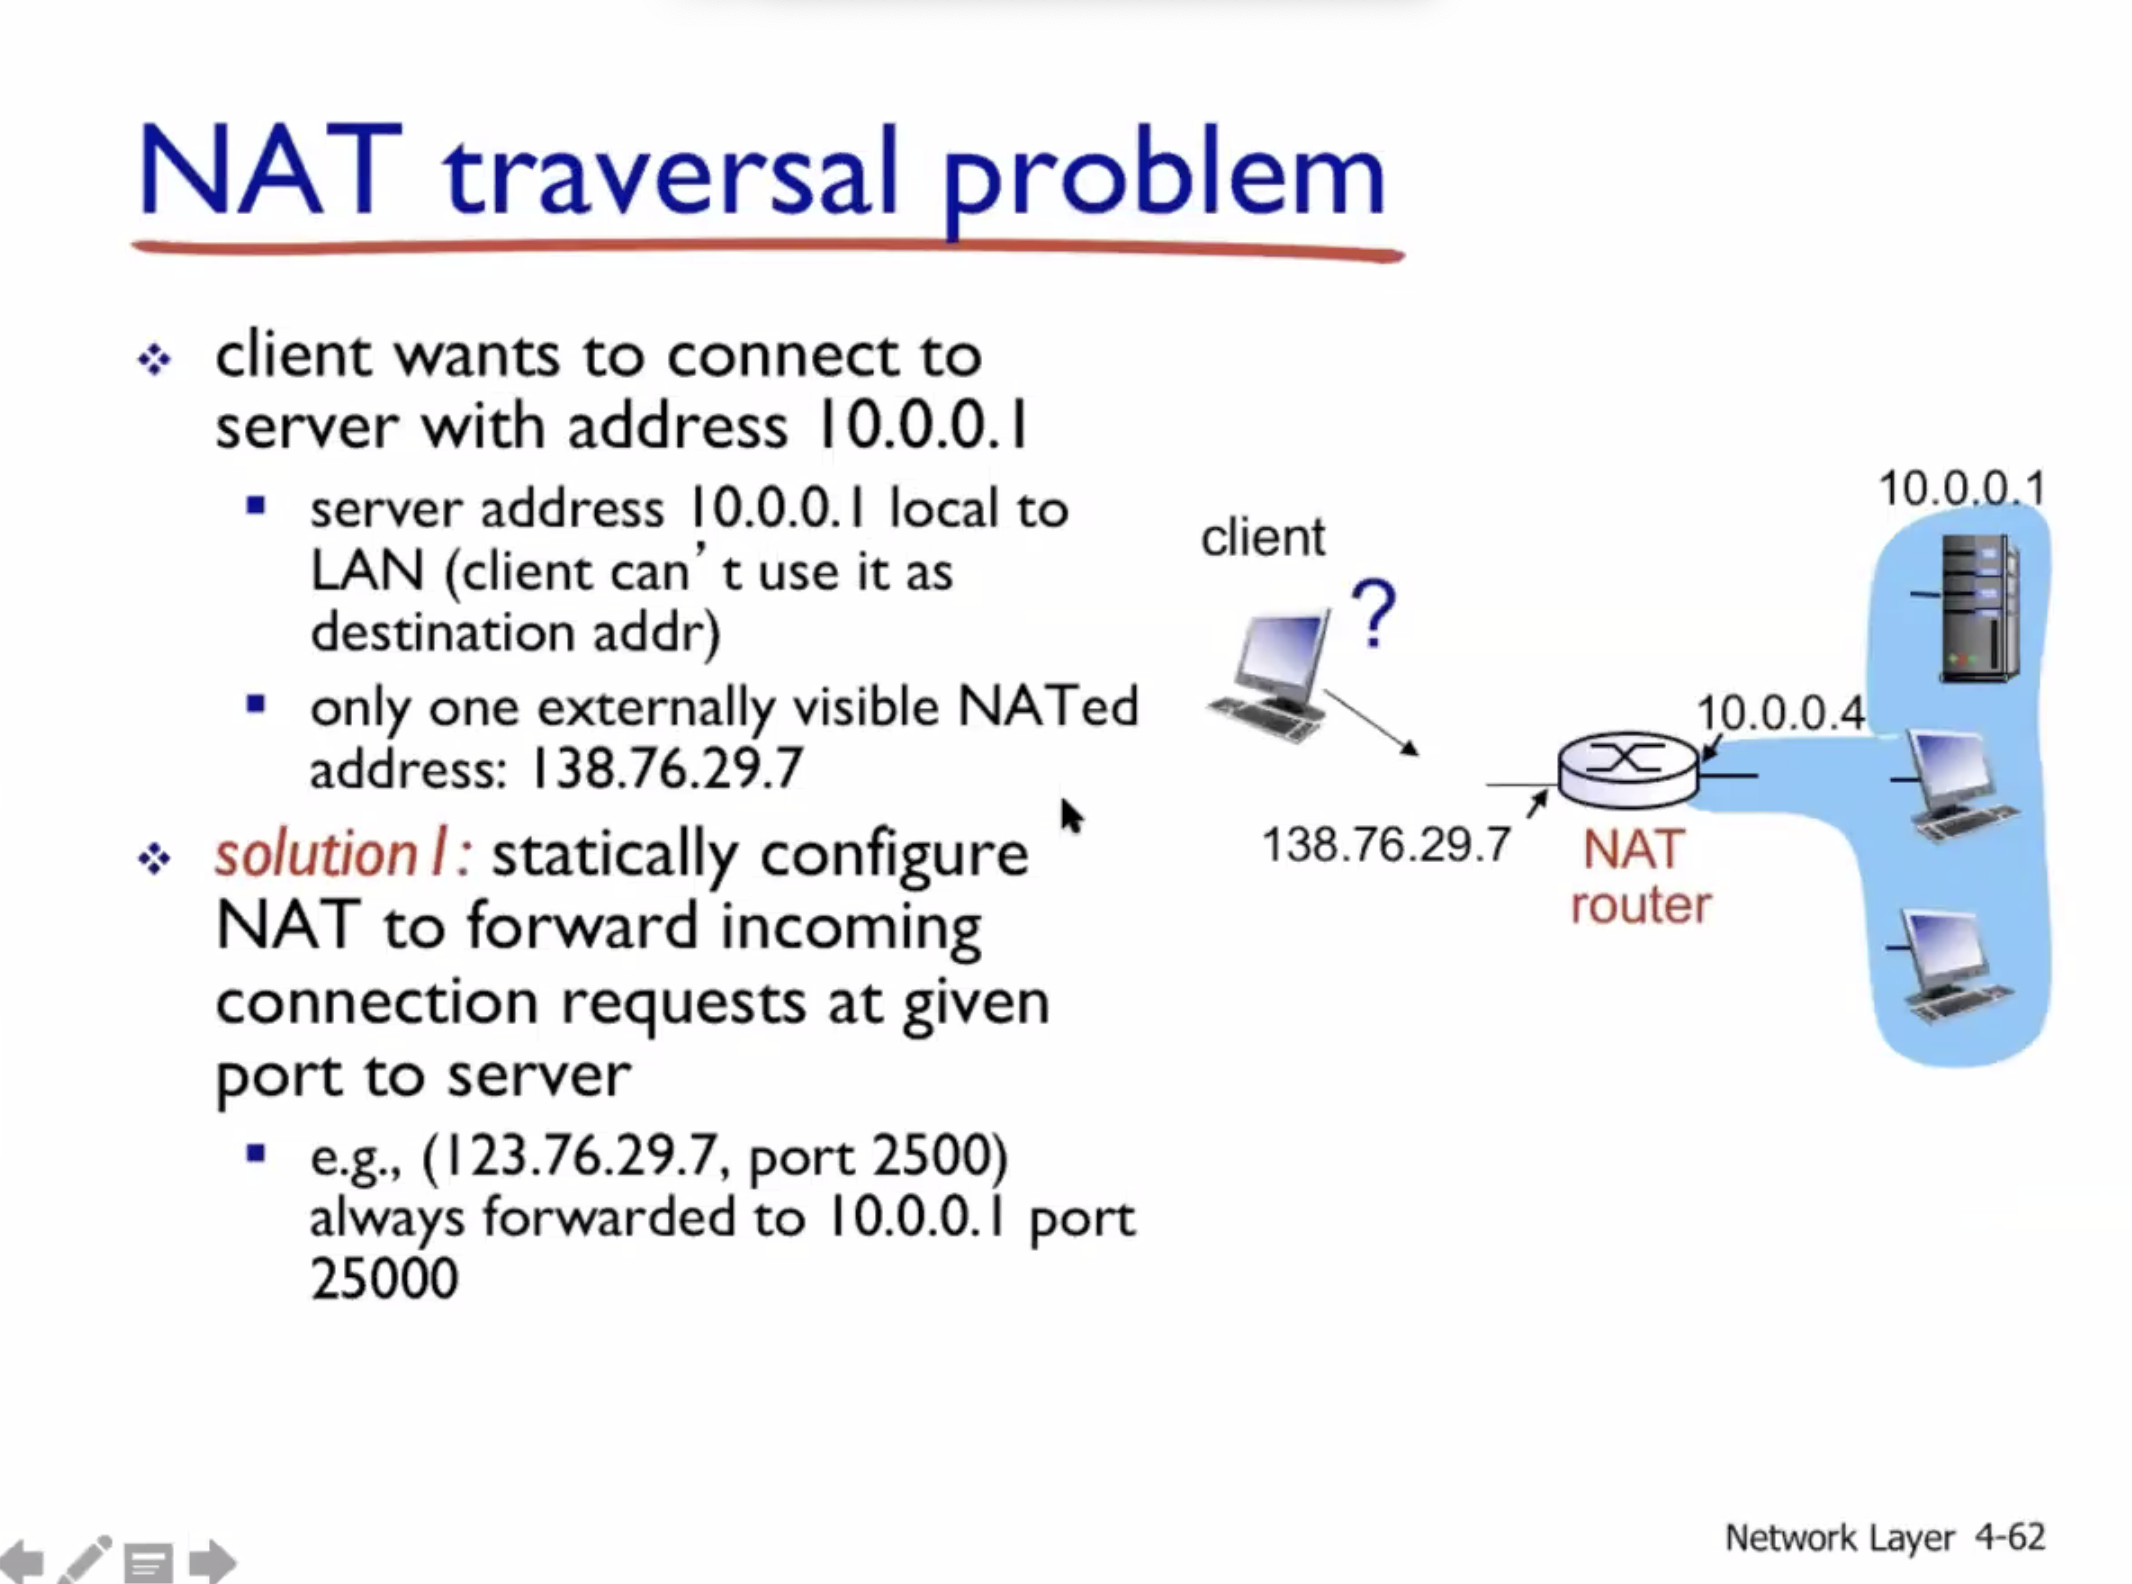 NAT traversal problem
client wants to connect to
server with address 10.0.0.1
server address 10.0.0.1 local to
LAN (client can’ t use it as
destination addr)
only one externally visible NATed
address: 138.76.29.7
solution1: statically configure
NAT to forward incoming
connection requests at given
port to server
e.g., (123.76.29.7, port 2500)
always forwarded to 10.0.0.1 port
25000
10.0.0.1
client
?
10.0.0.4
138.76.29.7
NAT
router
Network Layer 4-62